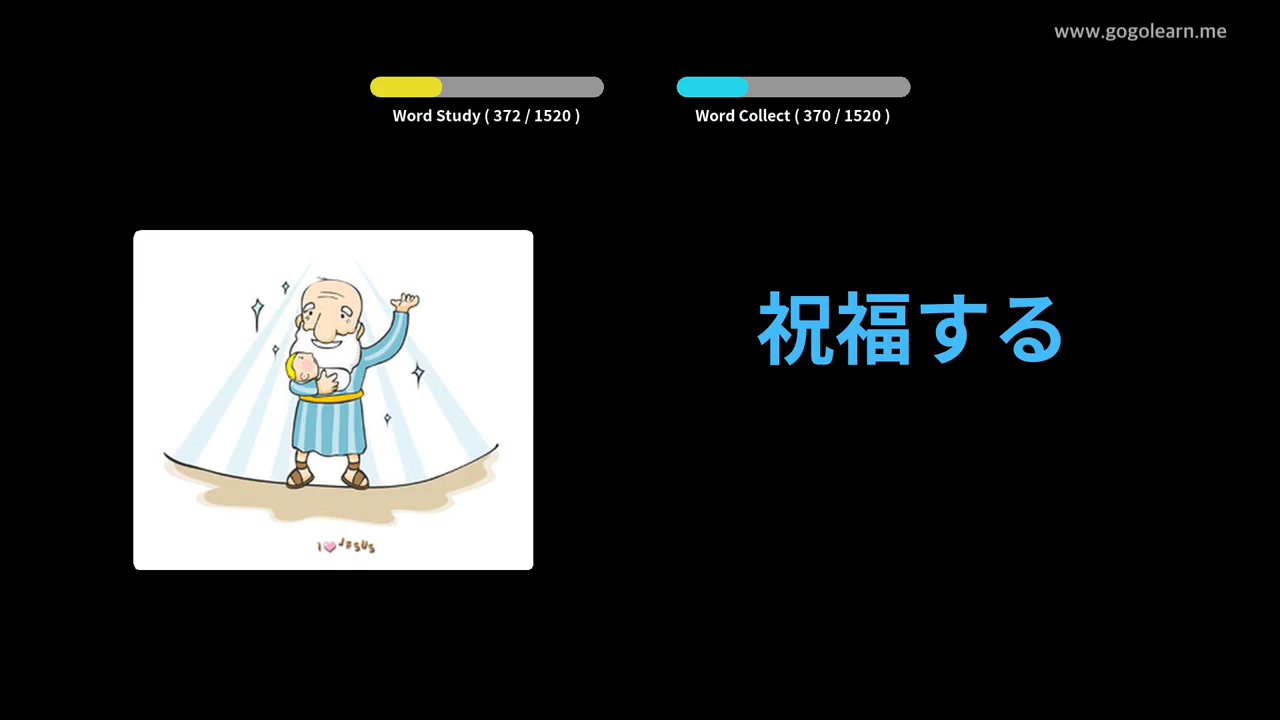 www.gogolearn.me
Word Study ( 372 / 1520 )
Word Collect ( 370 / 1520 )
祝福する
I JESUS